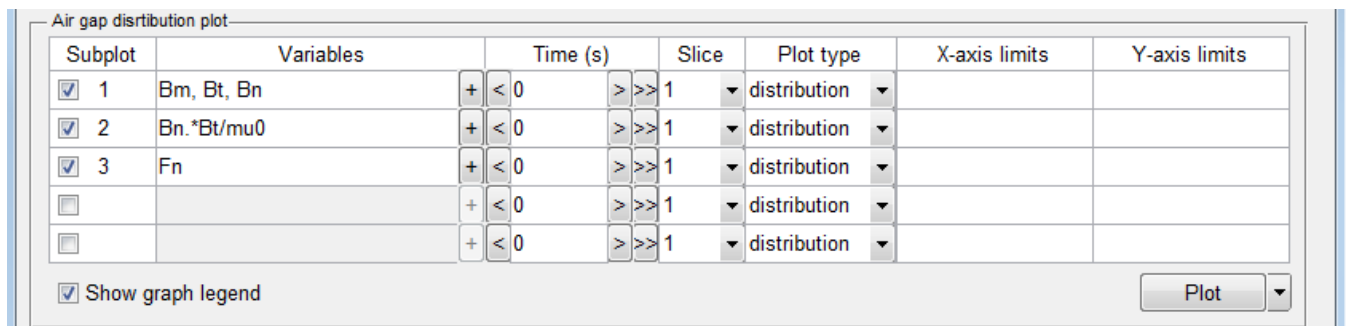 Air gap disrtibution plot
Subplot Variables Time (s) Slice Plot type X-axis limits Y-axis limits
1 Bm, Bt, Bn + < 0 > >> 1 distribution
2 Bn.*Bt/mu0 + < 0 > >> 1 distribution
3 Fn + < 0 > >> 1 distribution
+ < 0 > >> 1 distribution
+ < 0 > >> 1 distribution
Show graph legend Plot